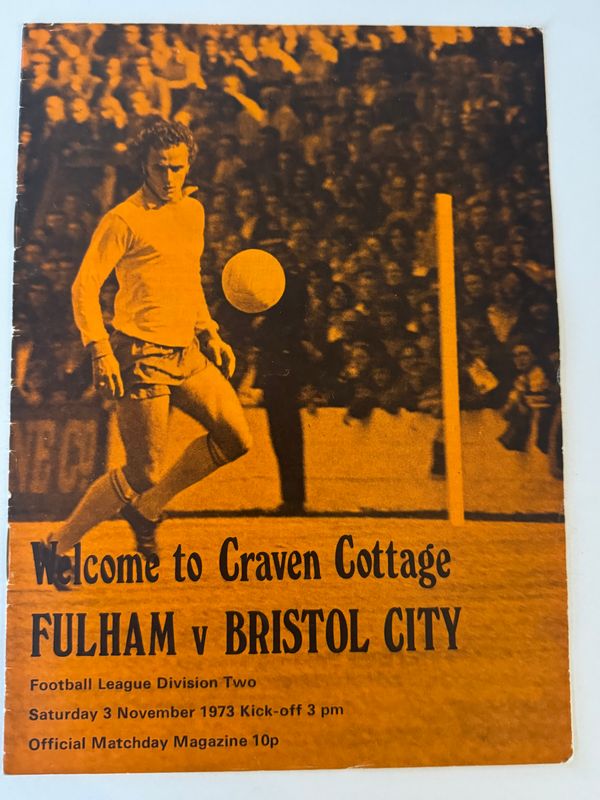 Welcome to Craven Cottage
FULHAM v BRISTOL CITY
Football League Division Two
Saturday 3 November 1973 Kick-off 3 pm
Official Matchday Magazine 10p